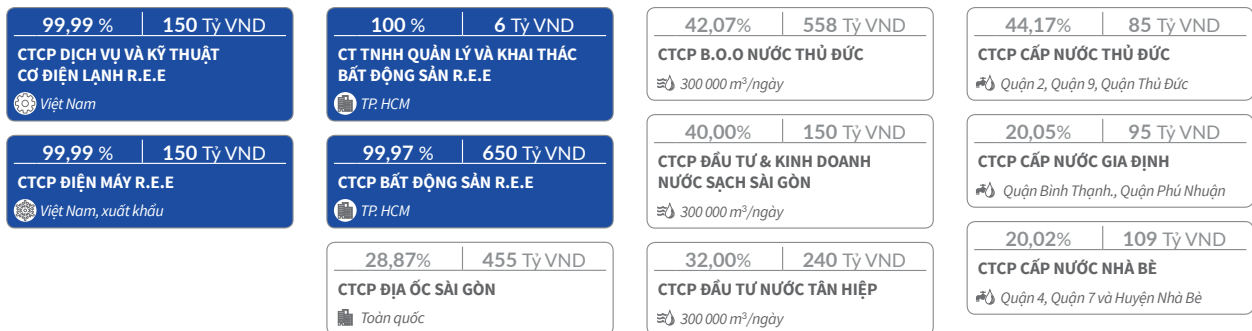 99,99 % 150 Tỷ VND
CTCP DỊCH VỤ VÀ KỸ THUẬT
CƠ ĐIỆN LẠNH R.E.E
Việt Nam
99,99 % 150 Tỷ VND
CTCP ĐIỆN MÁY R.E.E
Việt Nam, xuất khẩu
100 % 6 Tỷ VND
CT TNHH QUẢN LÝ VÀ KHAI THÁC
BẤT ĐỘNG SẢN R.E.E
TP. HCM
99,97 % 650 Tỷ VND
CTCP BẤT ĐỘNG SẢN R.E.E
TP. HCM
28,87% 455 Tỷ VND
CTCP ĐỊA ỐC SÀI GÒN
Toàn quốc
42,07% 558 Tỷ VND
CTCP B.O.O NƯỚC THỦ ĐỨC
300 000 m³/ngày
40,00% 150 Tỷ VND
CTCP ĐẦU TƯ & KINH DOANH
NƯỚC SẠCH SÀI GÒN
300 000 m³/ngày
32,00% 240 Tỷ VND
CTCP ĐẦU TƯ NƯỚC TÂN HIỆP
300 000 m³/ngày
44,17% 85 Tỷ VND
CTCP CẤP NƯỚC THỦ ĐỨC
Quận 2, Quận 9, Quận Thủ Đức
20,05% 95 Tỷ VND
CTCP CẤP NƯỚC GIA ĐỊNH
Quận Bình Thạnh., Quận Phú Nhuận
20,02% 109 Tỷ VND
CTCP CẤP NƯỚC NHÀ BÈ
Quận 4, Quận 7 và Huyện Nhà Bè